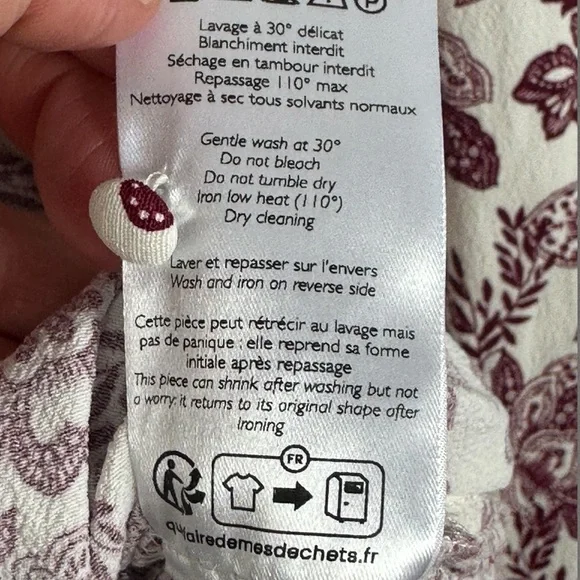 P
Lavage à 30° délicat
Blanchiment interdit
Séchage en tambour interdit
Repassage 110° max
Nettoyage à sec tous solvants normaux
Gentle wash at 30°
Do not bleach
Do not tumble dry
Iron low heat (110°)
Dry cleaning
Laver et repasser sur l'envers
Wash and iron on reverse side
Cette pièce peut rétrécir au lavage mais
pas de panique : elle reprend sa forme
initiale après repassage
This piece can shrink after washing but not
a worry: it returns to its original shape after
ironing
FR
quefairedemesdechets.fr